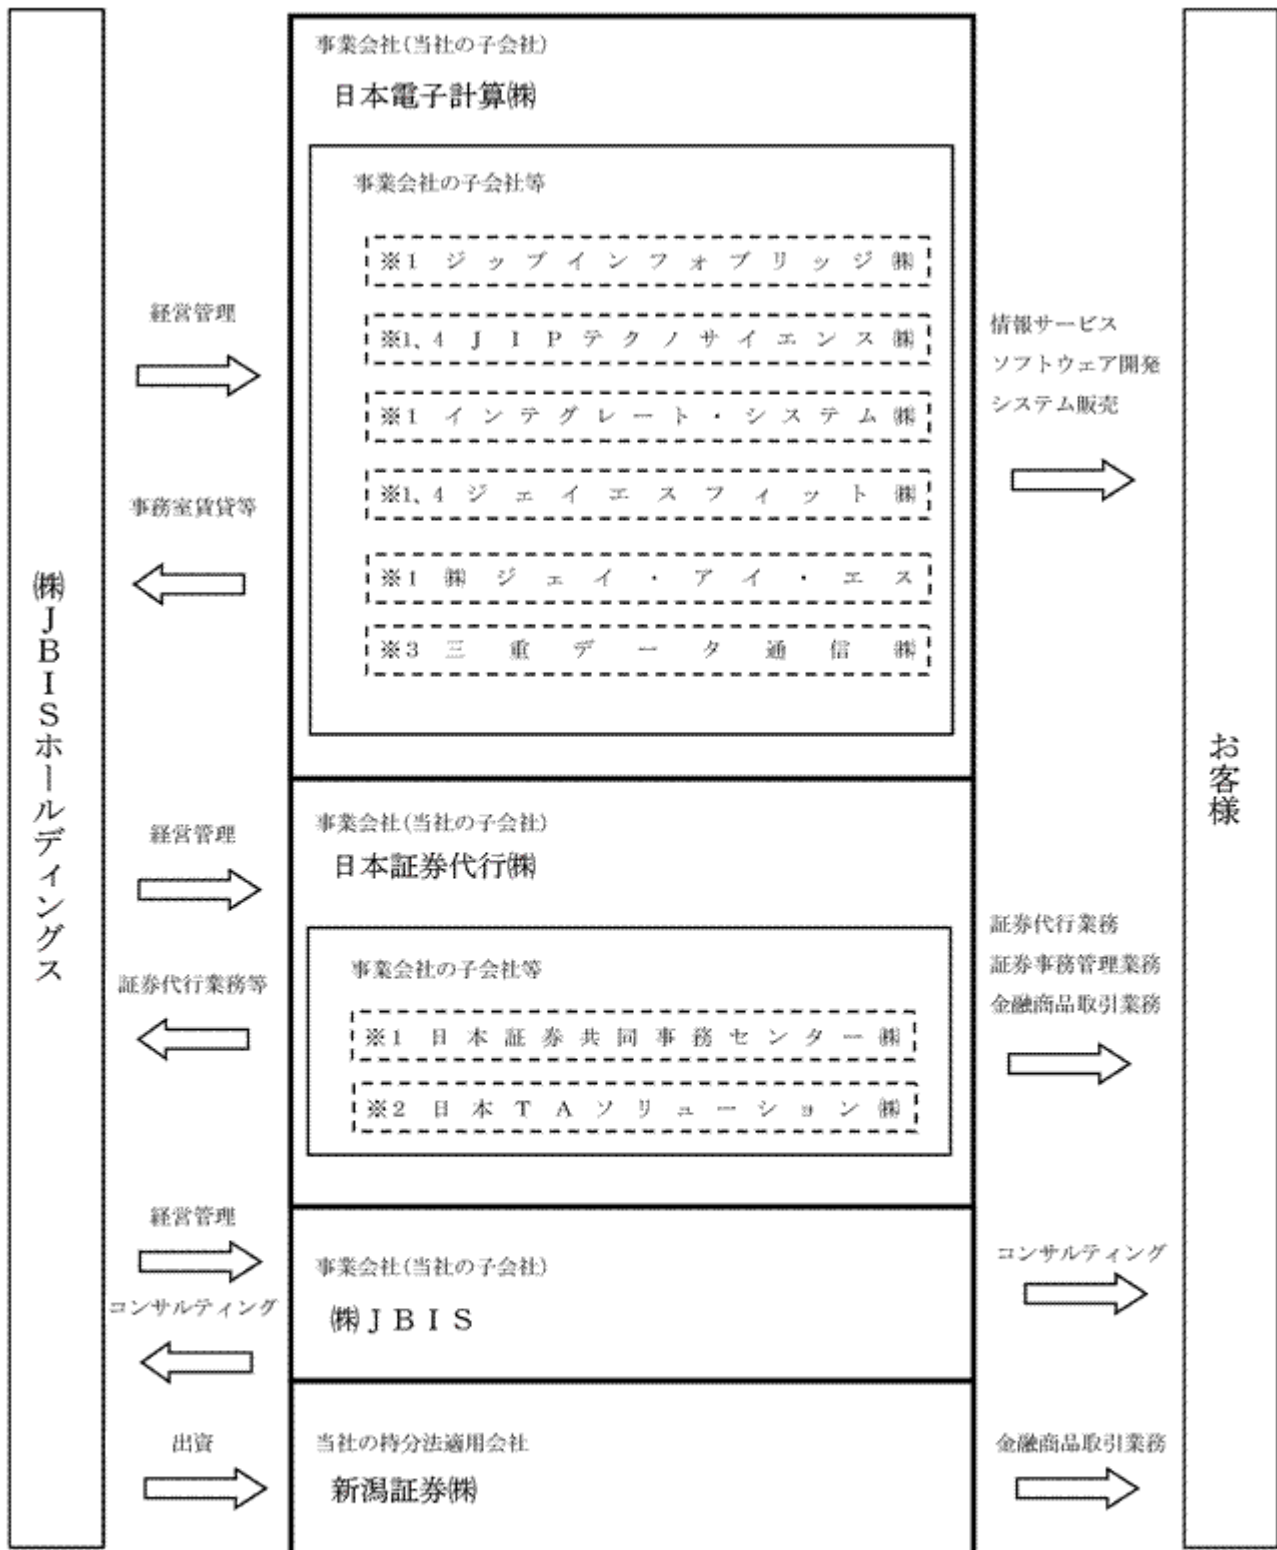 ㈱JBISホールディングス
経営管理
事務室賃貸等
事業会社(当社の子会社)
日本電子計算㈱
事業会社の子会社等
※1 ジップインフォブリッジ㈱
※1、4 JIPテクノサイエンス㈱
※1 インテグレート・システム㈱
※1、4 ジェイエスフィット㈱
※1 ㈱ジェイ・アイ・エス
※3 三重データ通信㈱
情報サービス
ソフトウェア開発
システム販売
経営管理
証券代行業務等
事業会社(当社の子会社)
日本証券代行㈱
事業会社の子会社等
※1 日本証券共同事務センター㈱
※2 日本TAソリューション㈱
証券代行業務
証券事務管理業務
金融商品取引業務
経営管理
コンサルティング
事業会社(当社の子会社)
㈱JBIS
コンサルティング
出資
当社の持分法適用会社
新潟証券㈱
金融商品取引業務
お客様